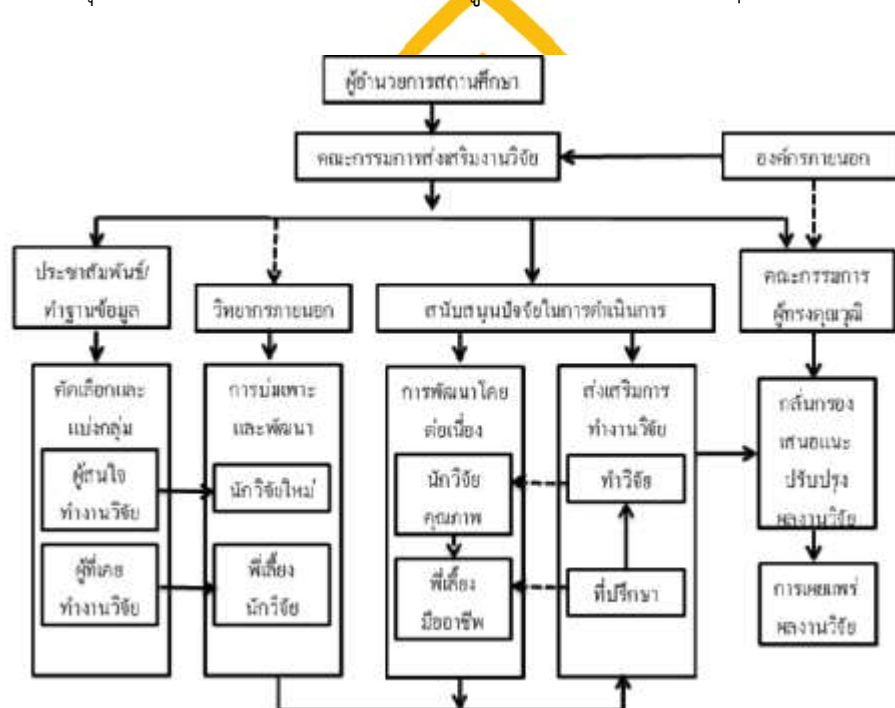 ผู้อำนวยการสถานศึกษา
คณะกรรมการส่งเสริมงานวิจัย
องค์กรภายนอก
ประชาสัมพันธ์/
ทำฐานข้อมูล
วิทยากรภายนอก
สนับสนุนปัจจัยในการดำเนินการ
คณะกรรมการ
ผู้ทรงคุณวุฒิ
คัดเลือกและ
แบ่งกลุ่ม
ผู้สนใจ
ทำงานวิจัย
ผู้ที่เคย
ทำงานวิจัย
การบ่มเพาะ
และพัฒนา
นักวิจัยใหม่
พี่เลี้ยง
นักวิจัย
การพัฒนาโดย
ต่อเนื่อง
นักวิจัย
คุณภาพ
พี่เลี้ยง
มืออาชีพ
ส่งเสริมการ
ทำงานวิจัย
ทำวิจัย
ที่ปรึกษา
กลั่นกรอง
เสนอแนะ
ปรับปรุง
ผลงานวิจัย
การเผยแพร่
ผลงานวิจัย